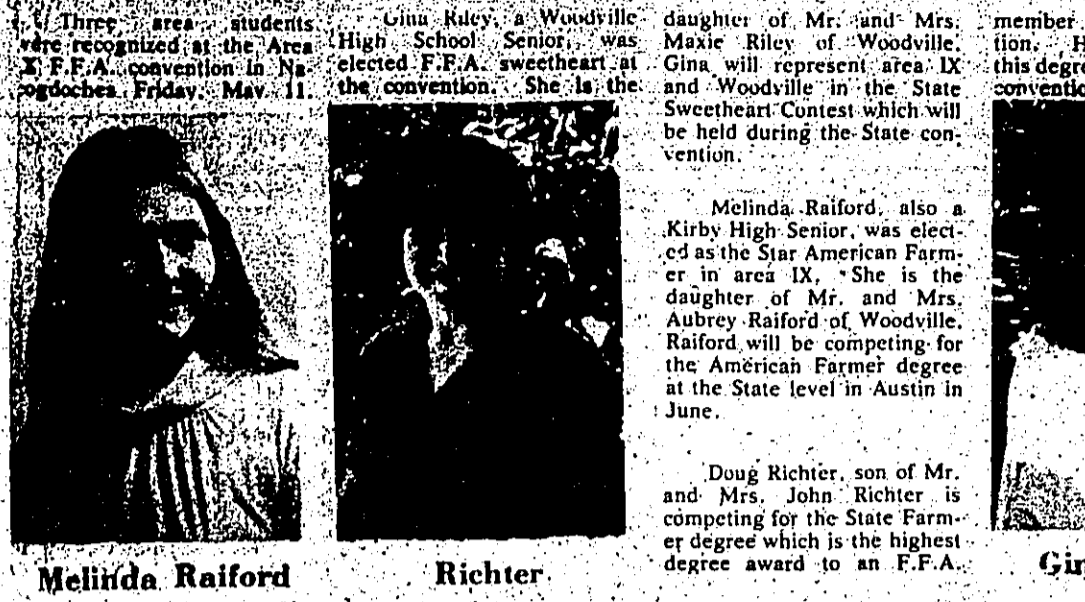 Three area students
were recognized at the Area
X F.F.A. convention in Na-
cogdoches Friday, May 11.
Gina Riley, a Woodville
High School Senior, was
elected F.F.A. sweetheart at
the convention. She is the
daughter of Mr. and Mrs.
Maxie Riley of Woodville.
Gina will represent area IX
and Woodville in the State
Sweetheart Contest which will
be held during the State con-
vention.
Melinda Raiford, also a
Kirby High Senior, was elect-
ed as the Star American Farm-
er in area IX. She is the
daughter of Mr. and Mrs.
Aubrey Raiford of Woodville.
Raiford will be competing for
the American Farmer degree
at the State level in Austin in
June.
Doug Richter, son of Mr.
and Mrs. John Richter is
competing for the State Farm-
er degree which is the highest
degree award to an F.F.A.
member
tion. H
this degre
conventio
Melinda Raiford
Richter
Gin